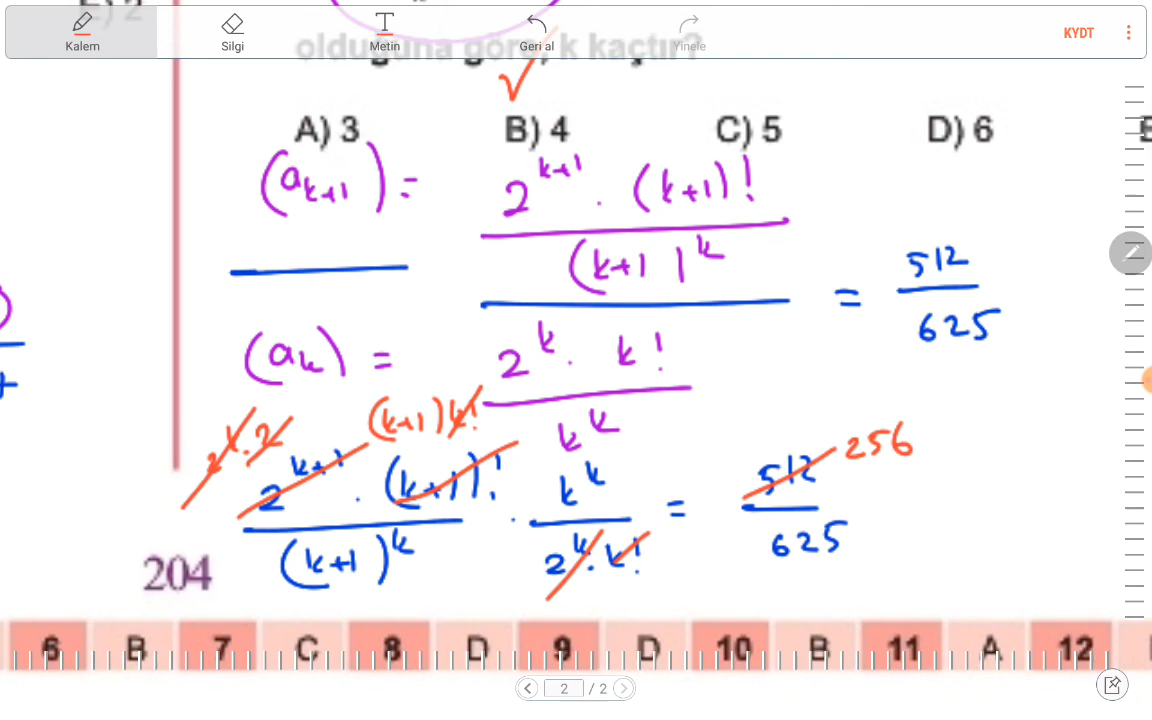 E) 2
Kalem Silgi Metin Geri al Yinele KYDT
olduğuna göre, k kaçtır?
A) 3 B) 4 C) 5 D) 6 E
(a_{k+1}) = 2^{k+1} . (k+1)! / (k+1)^k
= 512 / 625
(a_k) = 2^k . k! / k^k
2^k . 2 (k+1) k!
2^{k+1} . (k+1)! / (k+1)^k . k^k / 2^k . k! = 512 / 625 256
204
6 B 7 C 8 D 9 D 10 B 11 A 12
2 / 2